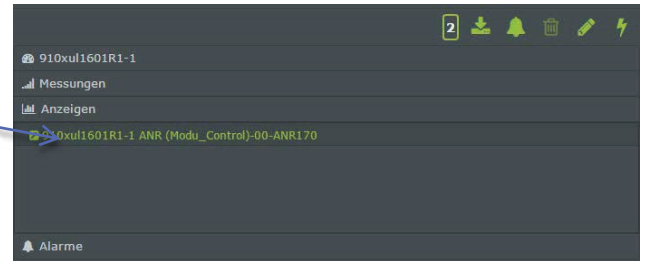 2
910xul1601R1-1
Messungen
Anzeigen
910xul1601R1-1 ANR (Modu_Control)-00-ANR170
Alarme